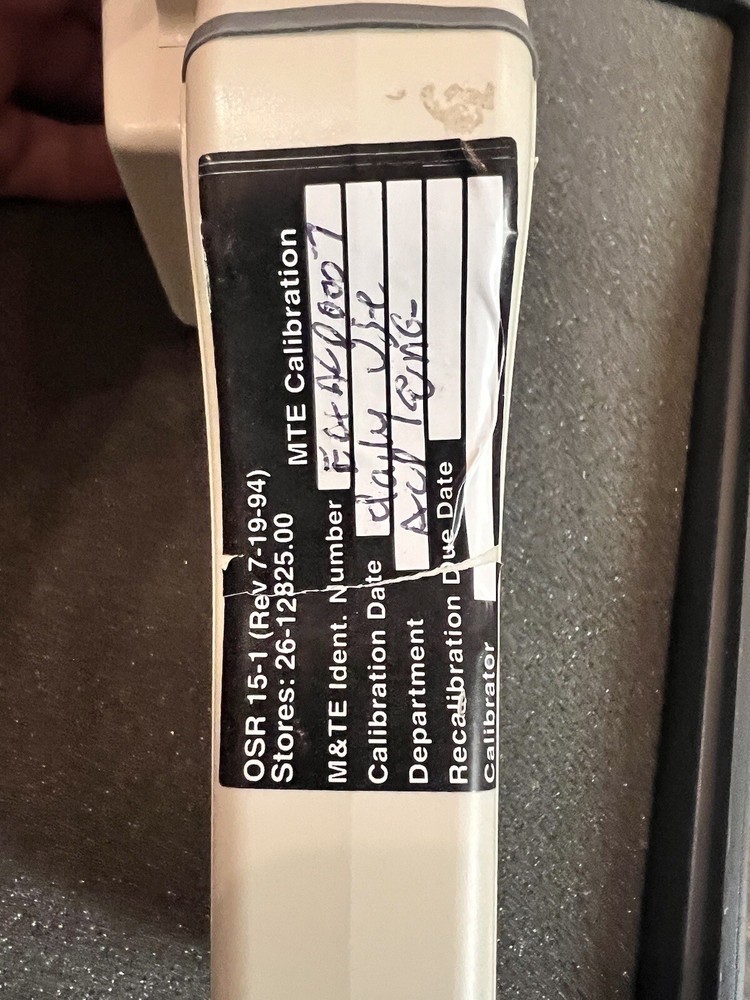 OSR 15-1 (Rev 7-19-94)
Stores: 26-12825.00
MTE Calibration
M&TE Ident. Number
Calibration Date daily use
Department
Recalibration Due Date
Calibrator